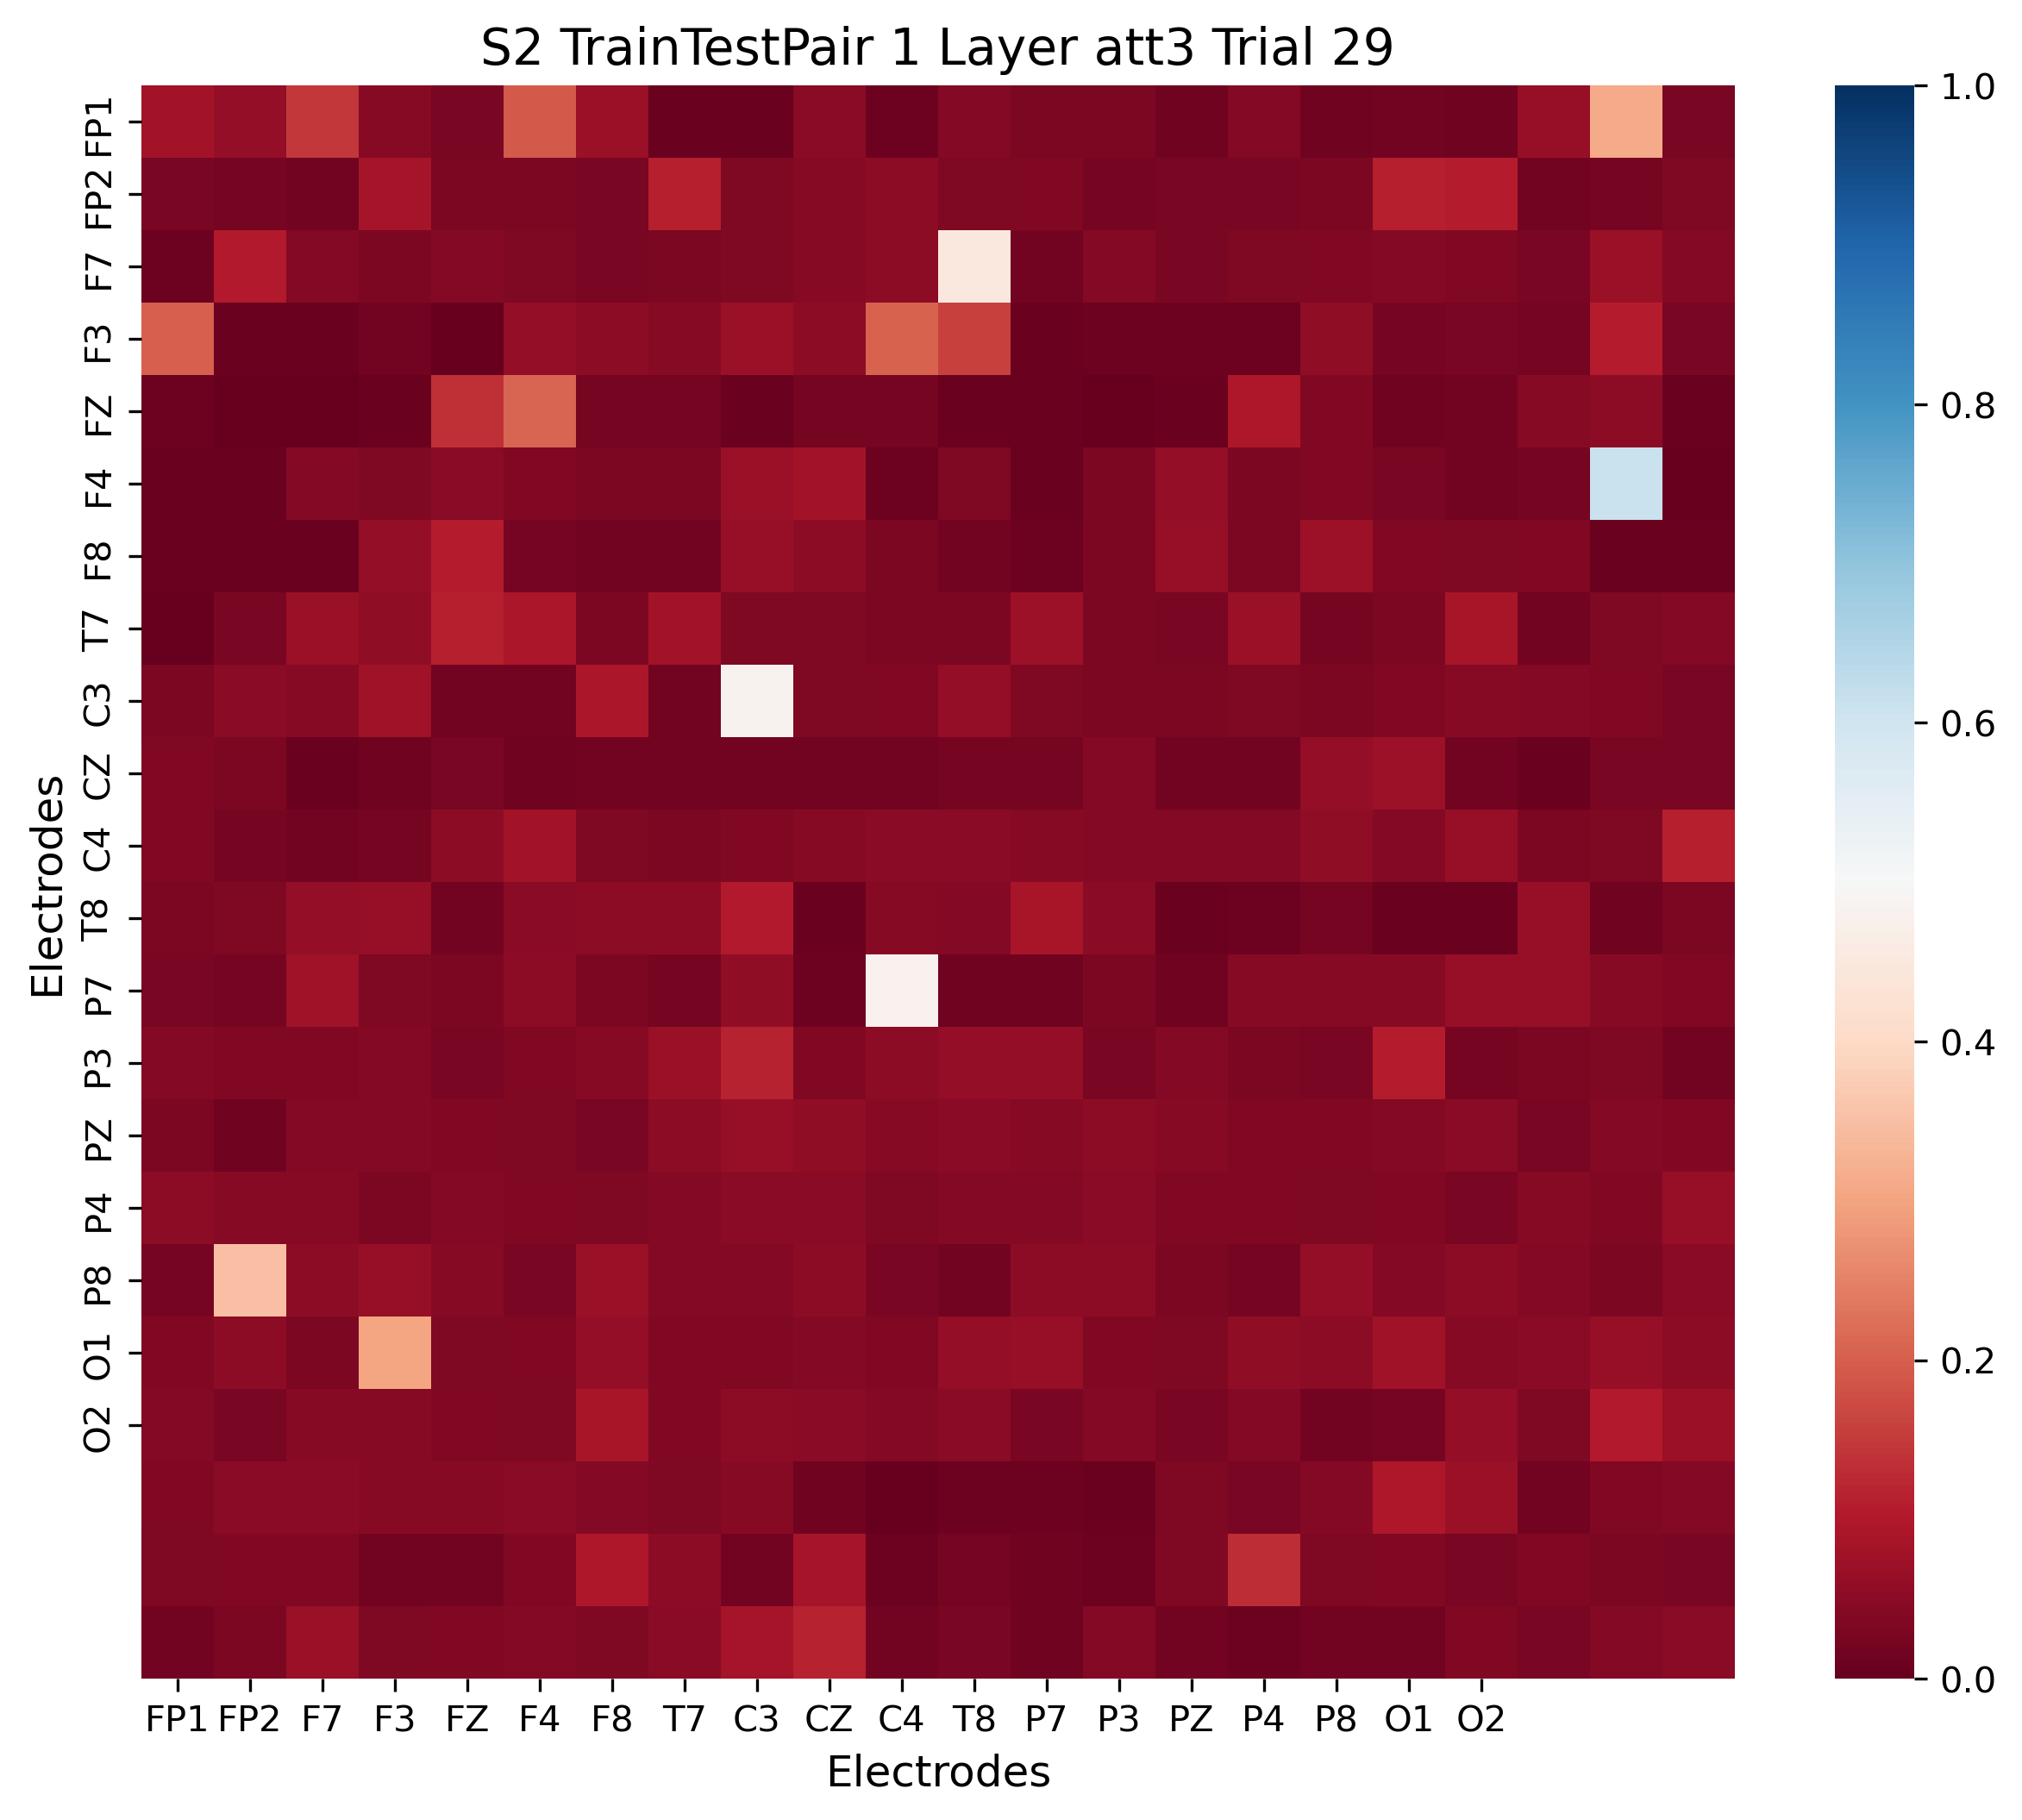 S2 TrainTestPair 1 Layer att3 Trial 29
Electrodes
FP1
FP2
F7
F3
FZ
F4
F8
T7
C3
CZ
C4
T8
P7
P3
PZ
P4
P8
O1
O2
FP1 FP2 F7 F3 FZ F4 F8 T7 C3 CZ C4 T8 P7 P3 PZ P4 P8 O1 O2
Electrodes
1.0
0.8
0.6
0.4
0.2
0.0